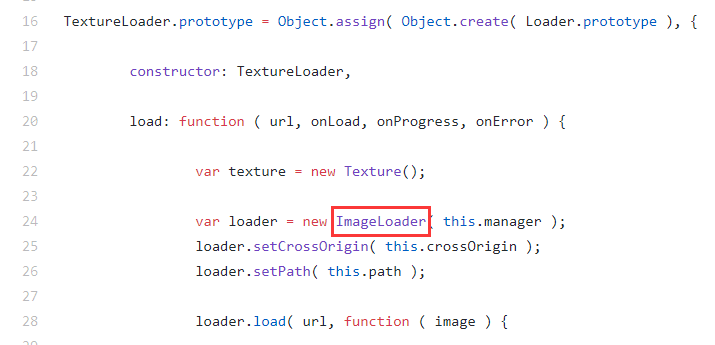 16 TextureLoader.prototype = Object.assign( Object.create( Loader.prototype ), {
17
18 constructor: TextureLoader,
19
20 load: function ( url, onLoad, onProgress, onError ) {
21
22 var texture = new Texture();
23
24 var loader = new ImageLoader( this.manager );
25 loader.setCrossOrigin( this.crossOrigin );
26 loader.setPath( this.path );
27
28 loader.load( url, function ( image ) {